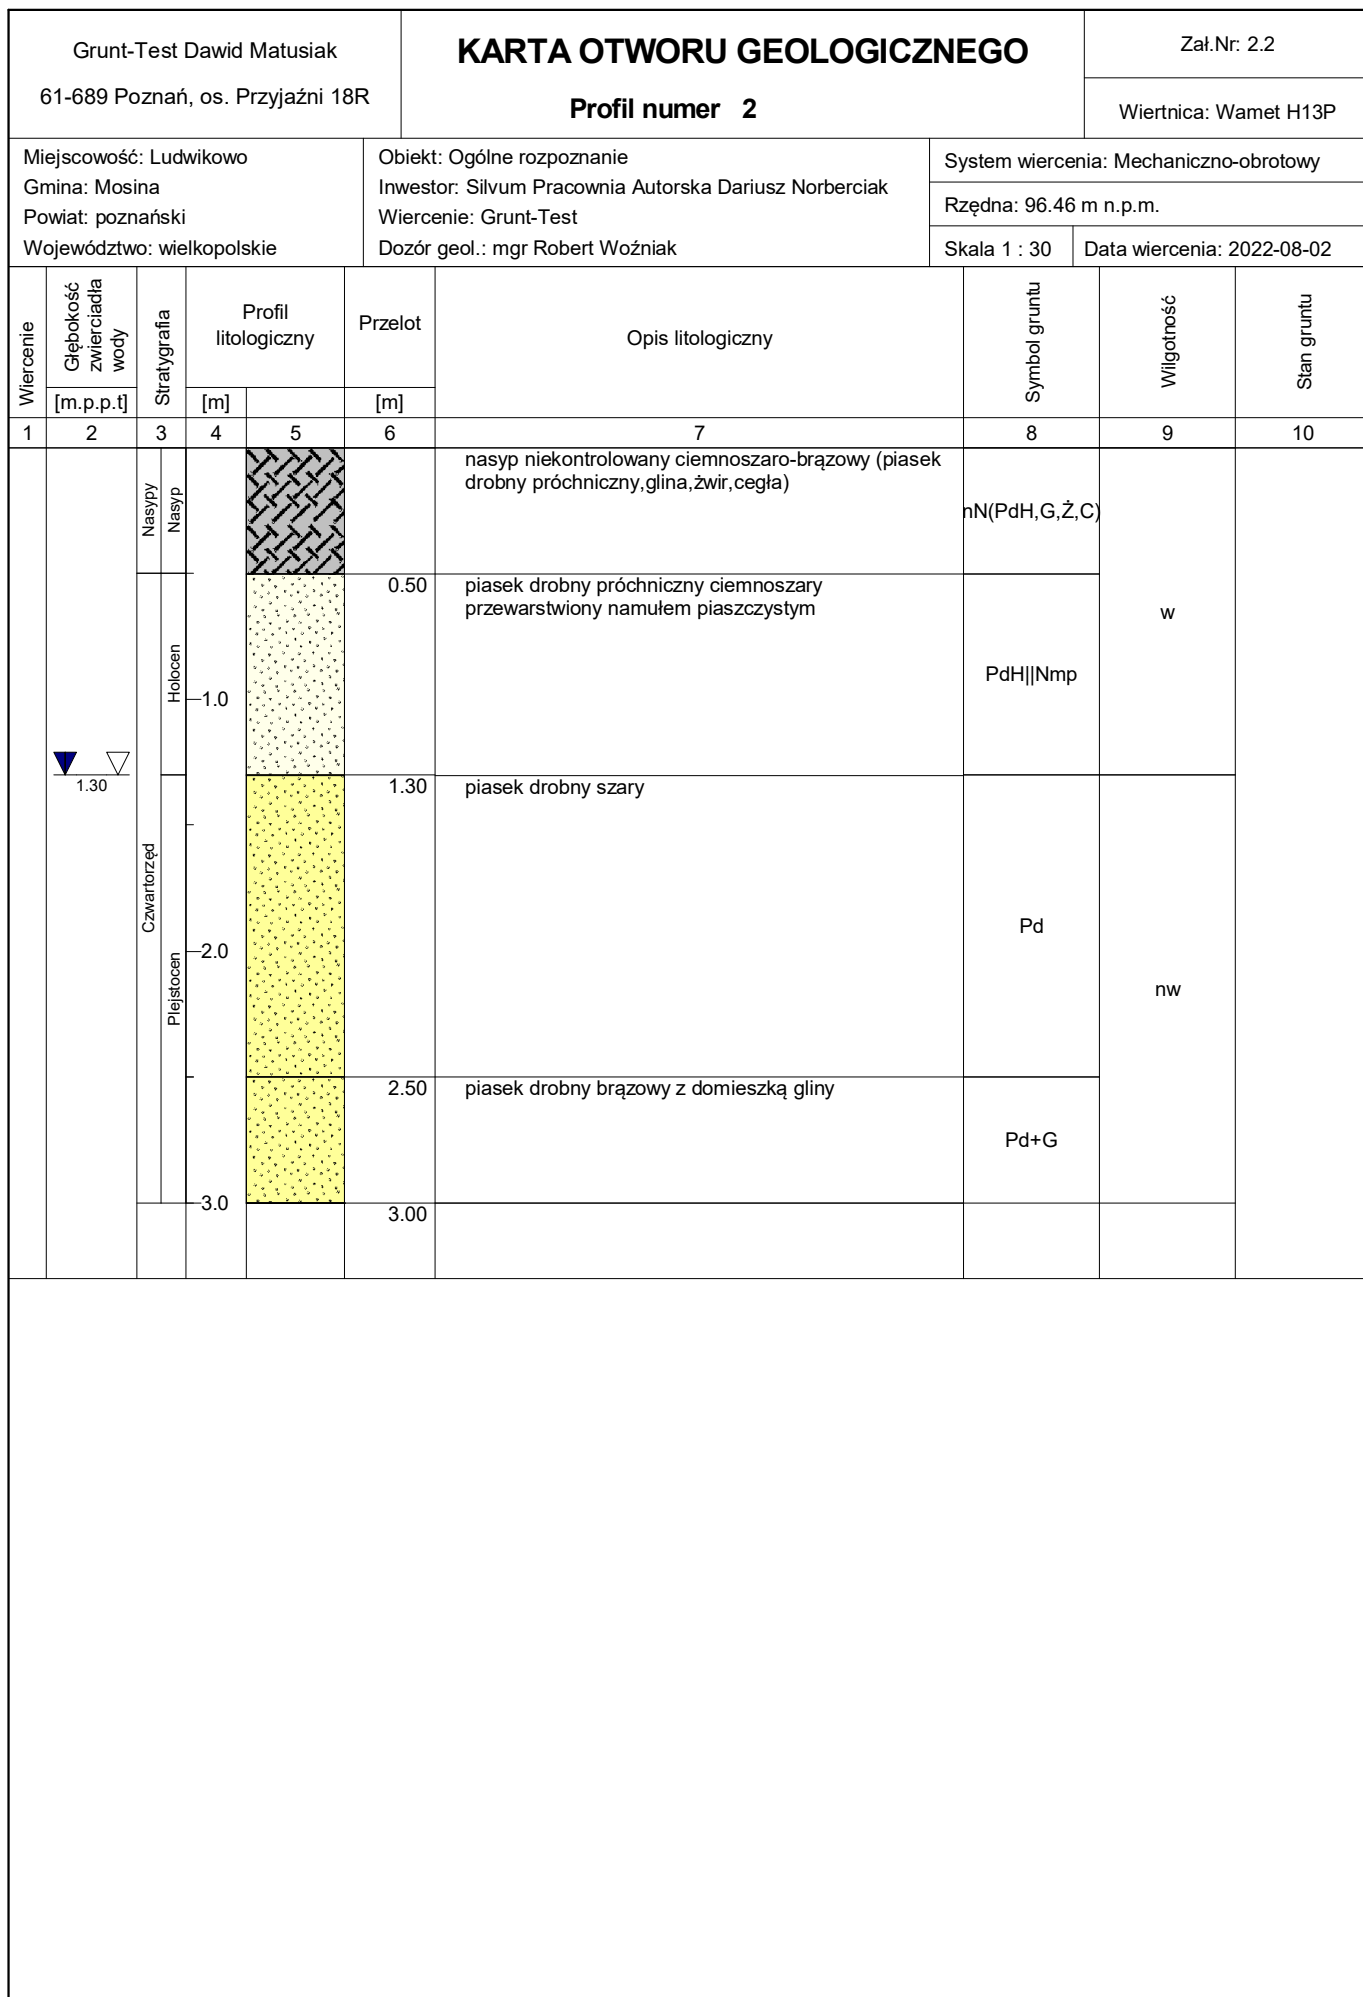 Grunt-Test Dawid Matusiak
61-689 Poznań, os. Przyjaźni 18R
KARTA OTWORU GEOLOGICZNEGO
Profil numer 2
Zał.Nr: 2.2
Wiertnica: Wamet H13P
Miejscowość: Ludwikowo
Gmina: Mosina
Powiat: poznański
Województwo: wielkopolskie
Obiekt: Ogólne rozpoznanie
Inwestor: Silvum Pracownia Autorska Dariusz Norberciak
Wiercenie: Grunt-Test
Dozór geol.: mgr Robert Woźniak
System wiercenia: Mechaniczno-obrotowy
Rzędna: 96.46 m n.p.m.
Skala 1 : 30
Data wiercenia: 2022-08-02
Wiercenie
Głębokość
zwierciadła
wody
[m.p.p.t]
Stratygrafia
Profil
litologiczny
[m]
Przelot
[m]
Opis litologiczny
Symbol gruntu
Wilgotność
Stan gruntu
1 2 3 4 5 6 7 8 9 10
Nasypy
Nasyp
nasyp niekontrolowany ciemnoszaro-brązowy (piasek
drobny próchniczny,glina,żwir,cegła)
nN(PdH,G,Ż,C)
0.50
piasek drobny próchniczny ciemnoszary
przewarstwiony namułem piaszczystym
w
Holocen
1.0
PdH||Nmp
1.30
1.30
piasek drobny szary
Czwartorzęd
Plejstocen
2.0
Pd
nw
2.50
piasek drobny brązowy z domieszką gliny
Pd+G
3.0
3.00